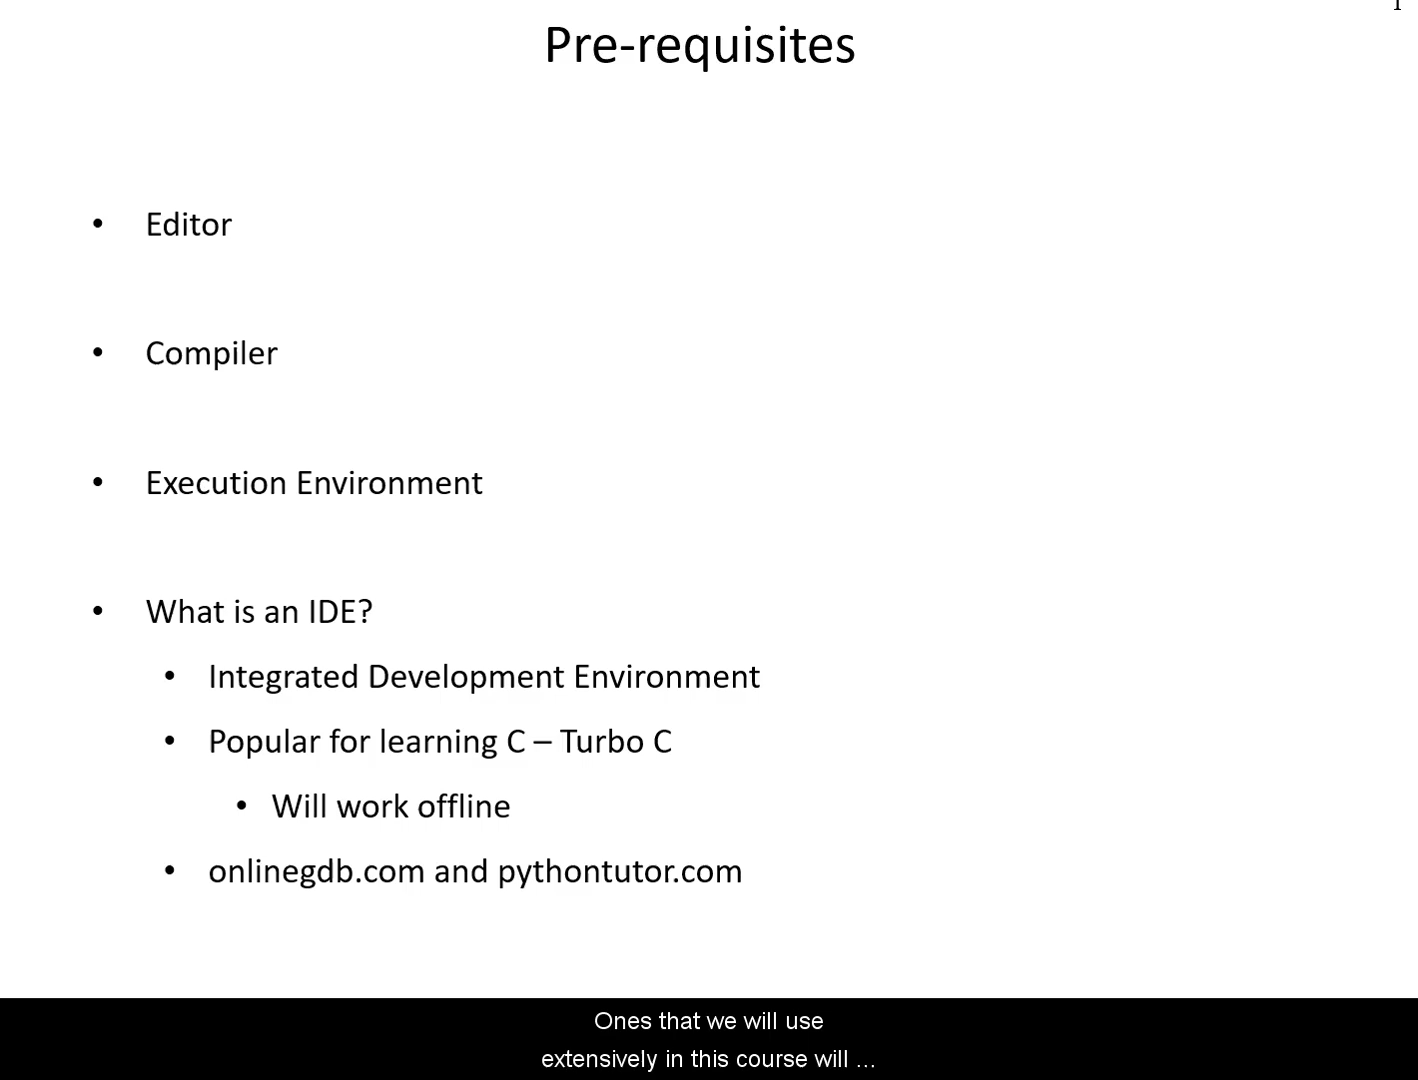 1
Pre-requisites
• Editor
• Compiler
• Execution Environment
• What is an IDE?
• Integrated Development Environment
• Popular for learning C – Turbo C
• Will work offline
• onlinegdb.com and pythontutor.com
Ones that we will use
extensively in this course will ...